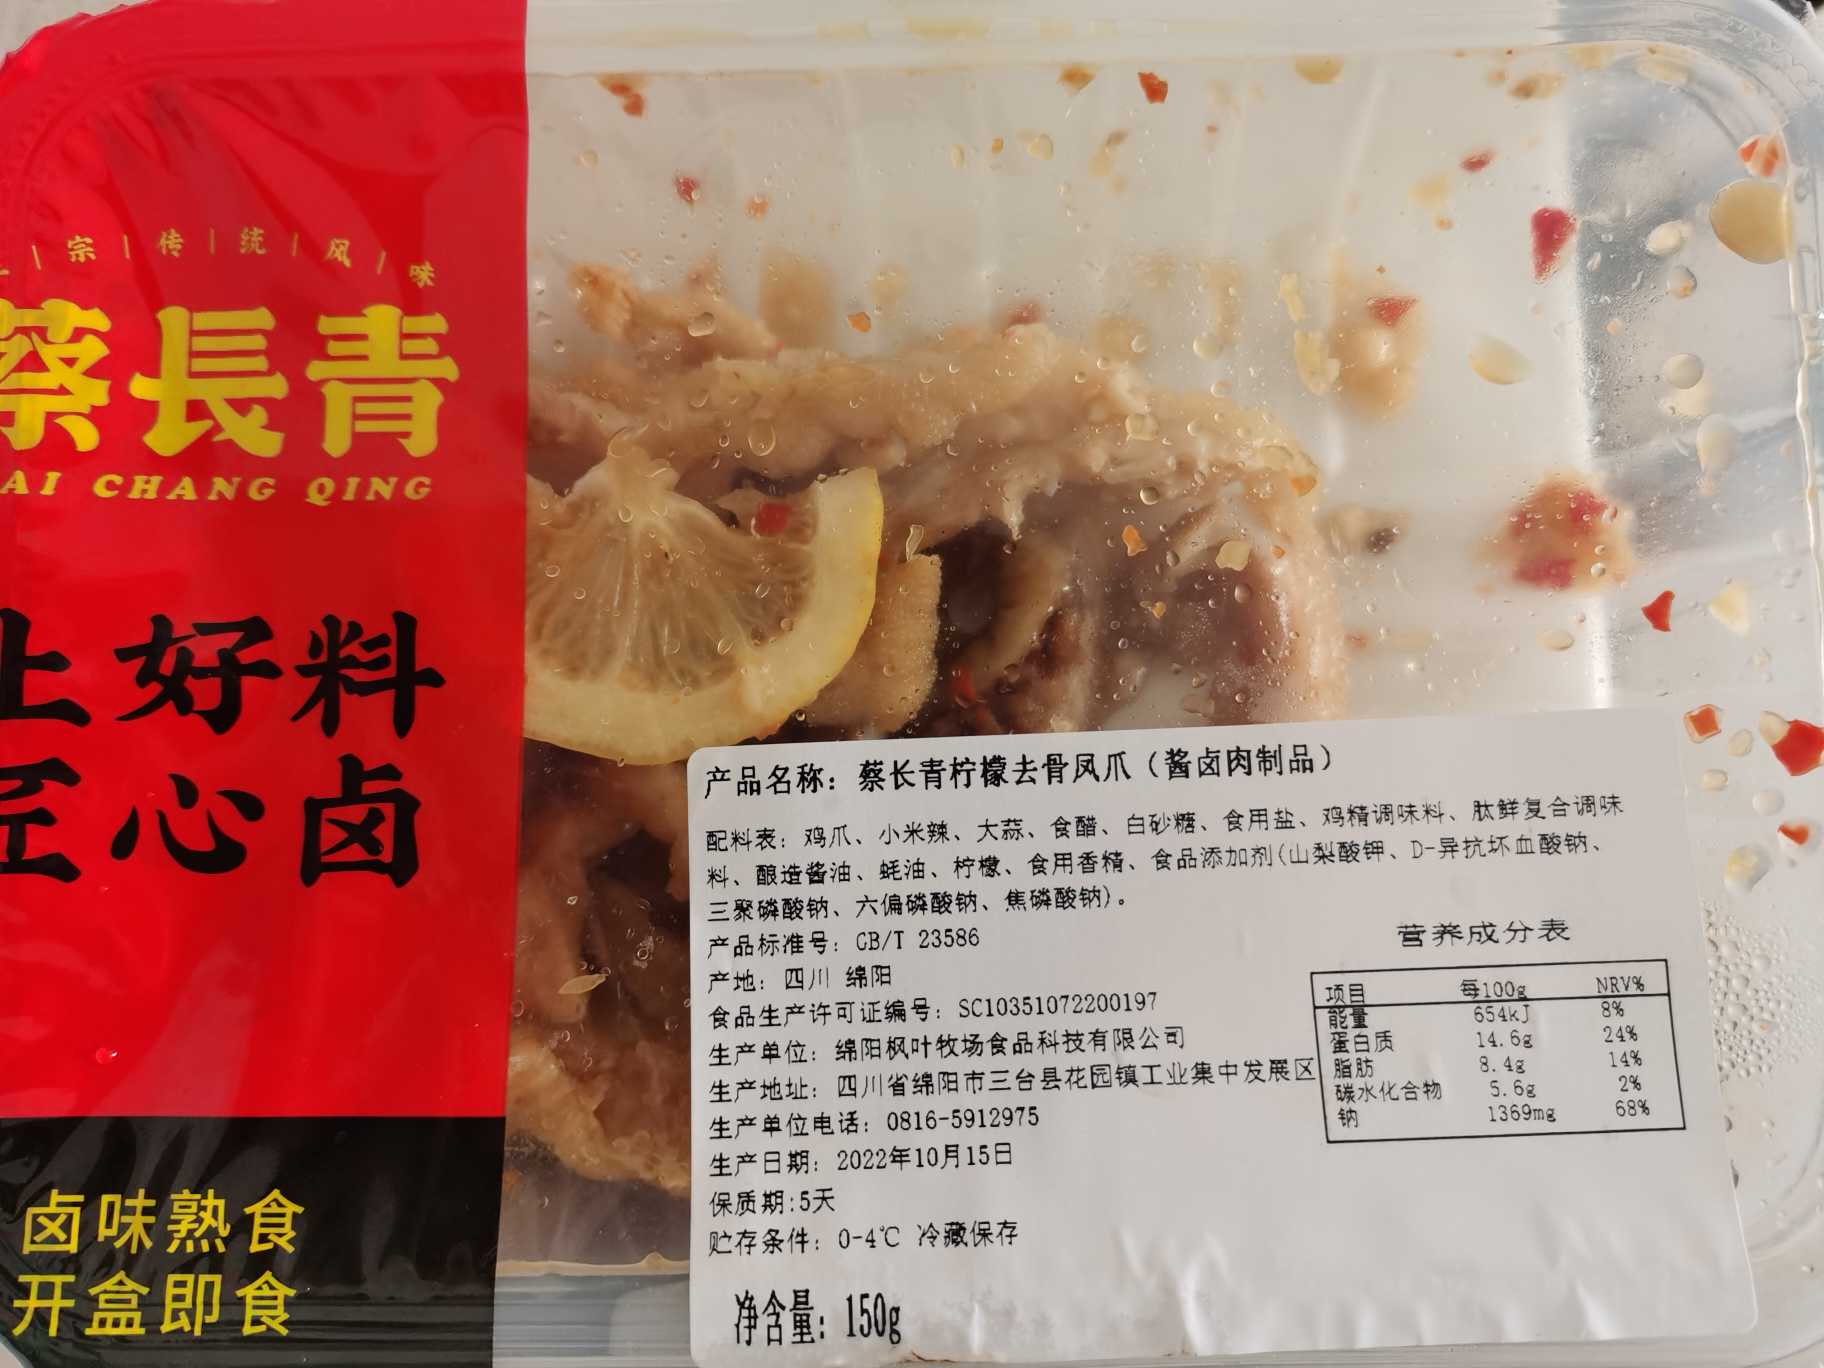 宗 | 传 | 统 | 风 | 味
蔡長青
AI CHANG QING
上好料
匠心卤
卤味熟食
开盒即食
产品名称：蔡长青柠檬去骨凤爪（酱卤肉制品）
配料表：鸡爪、小米辣、大蒜、食醋、白砂糖、食用盐、鸡精调味料、肽鲜复合调味
料、酿造酱油、蚝油、柠檬、食用香精、食品添加剂(山梨酸钾、D-异抗坏血酸钠、
三聚磷酸钠、六偏磷酸钠、焦磷酸钠)。
产品标准号：GB/T 23586
产地：四川 绵阳
食品生产许可证编号：SC10351072200197
生产单位：绵阳枫叶牧场食品科技有限公司
生产地址：四川省绵阳市三台县花园镇工业集中发展区
生产单位电话：0816-5912975
生产日期：2022年10月15日
保质期:5天
贮存条件：0-4℃ 冷藏保存
净含量：150g
营养成分表
项目 每100g NRV%
能量 654kJ 8%
蛋白质 14.6g 24%
脂肪 8.4g 14%
碳水化合物 5.6g 2%
钠 1369mg 68%